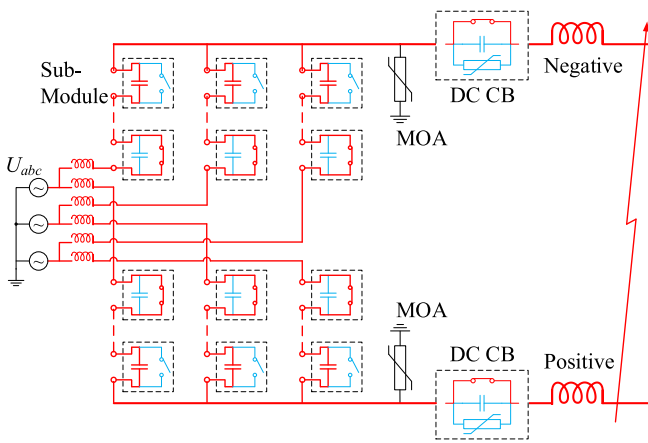 DC CB
Negative
Sub-
Module
MOA
U_abc
MOA
DC CB
Positive